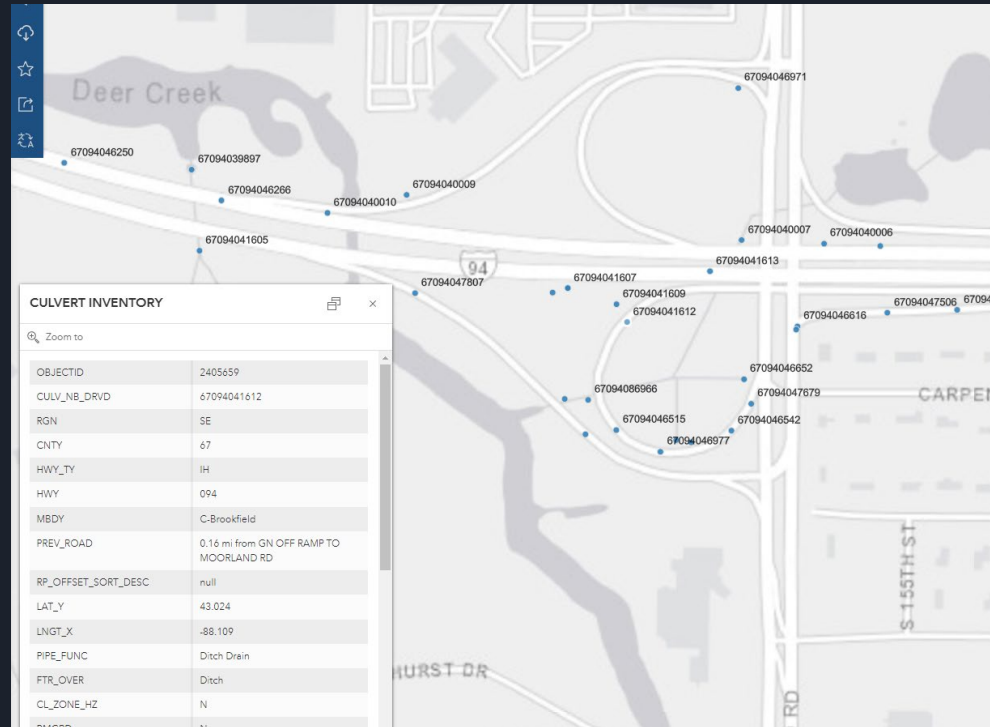 67094046971
Deer Creek
67094046250
67094039897
67094040009
67094046266
67094040010
67094040007
67094040006
67094041605
94
67094041613
67094047807
67094041607
67094041609
67094041612
67094047506
67094
67094046616
CULVERT INVENTORY
Zoom to
OBJECTID 2405659
CULV_NB_DRVD 67094041612
RGN SE
CNTY 67
HWY_TY IH
HWY 094
MBDY C-Brookfield
PREV_ROAD 0.16 mi from GN OFF RAMP TO
MOORLAND RD
RP_OFFSET_SORT_DESC null
LAT_Y 43.024
LNGT_X -88.109
PIPE_FUNC Ditch Drain
FTR_OVER Ditch
CL_ZONE_HZ N
67094046652
67094086966
67094047679
CARPEN
67094046515
67094046542
67094046977
S 155TH ST
HURST DR
RD